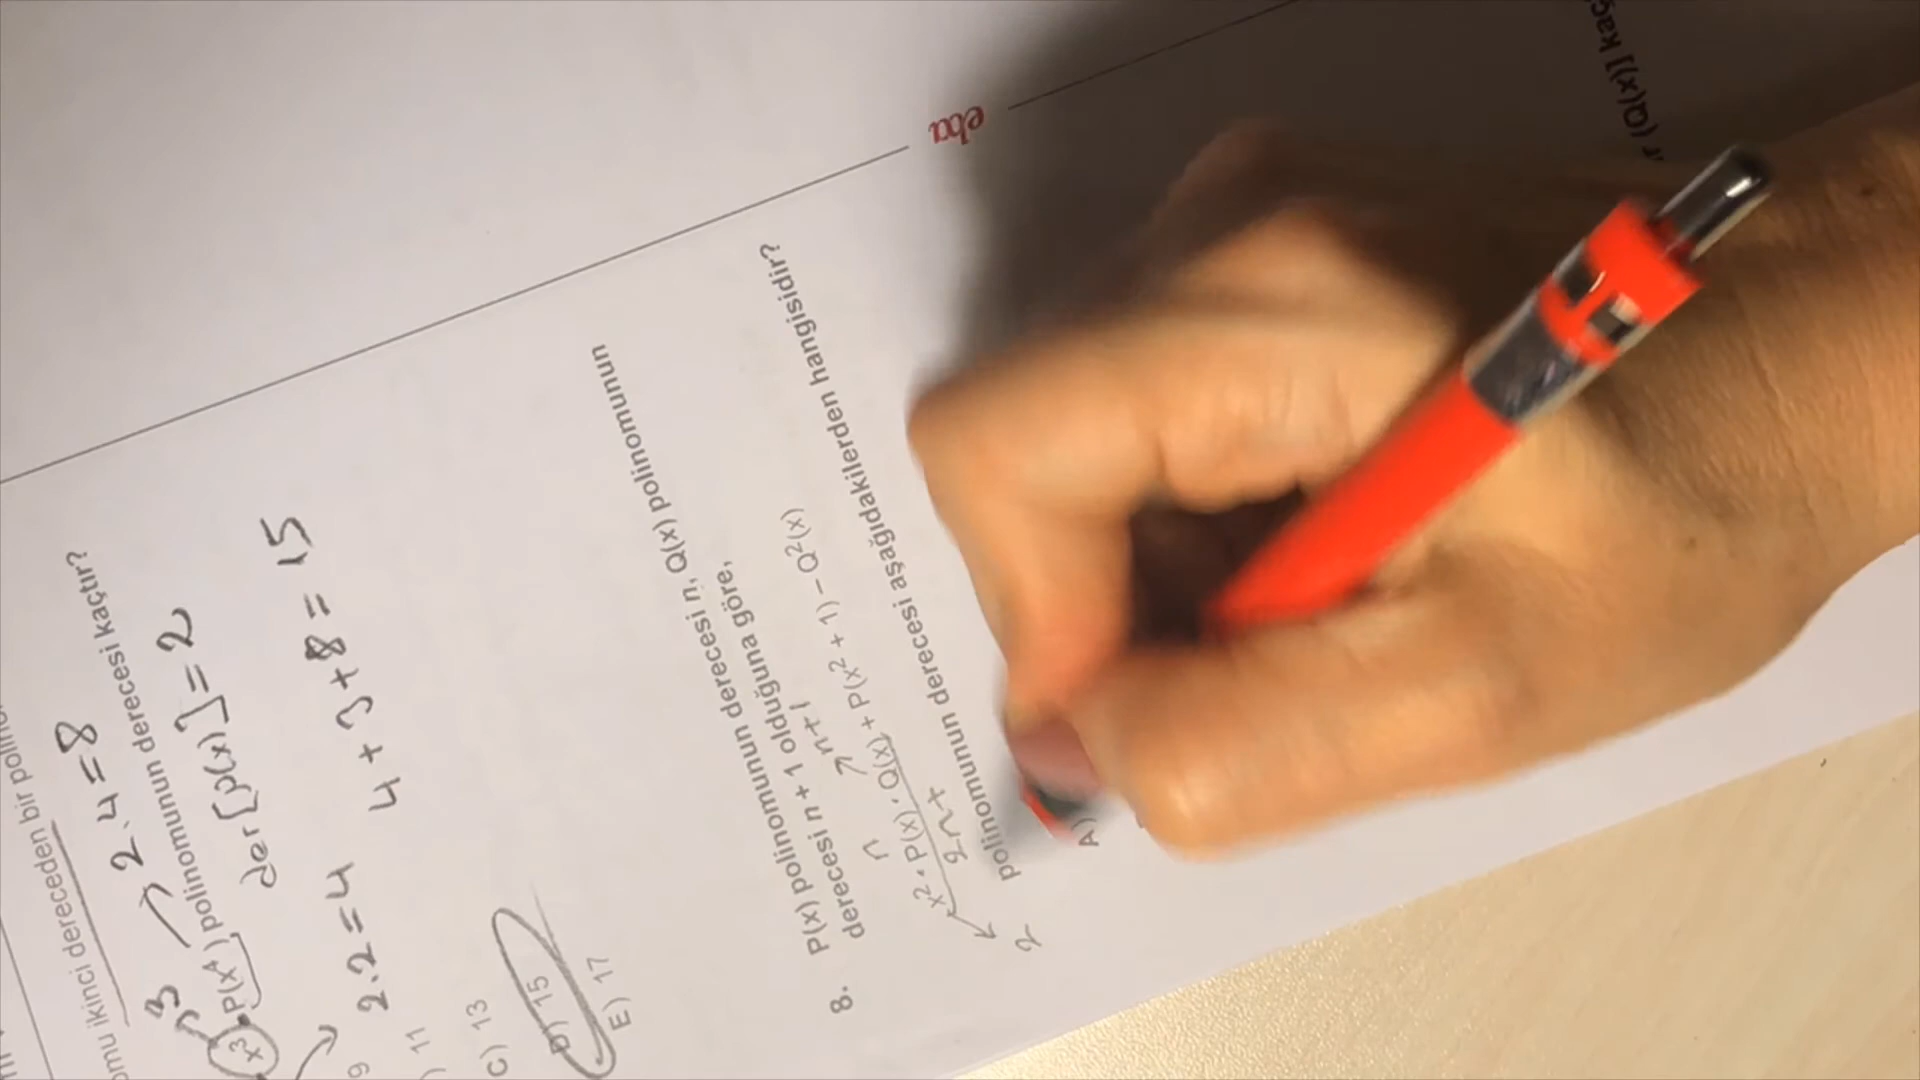 omu ikinci dereceden bir
→ 2.4=8
3
x³.P(x⁴) polinomunun derecesi kaçtır?
der[P(x)]=2
2.2=4
4+3+8=15
9
) 11
C) 13
D) 15
E) 17
8. P(x) polinomunun derecesi n, Q(x) polinomunun
derecesi n + 1 olduğuna göre,
n
n+1
x² . P(x) . Q(x) + P(x² + 1) – Q²(x)
2
2n+
polinomunun derecesi aşağıdakilerden hangisidir?
A)
eba
r (Q(x)] kaç